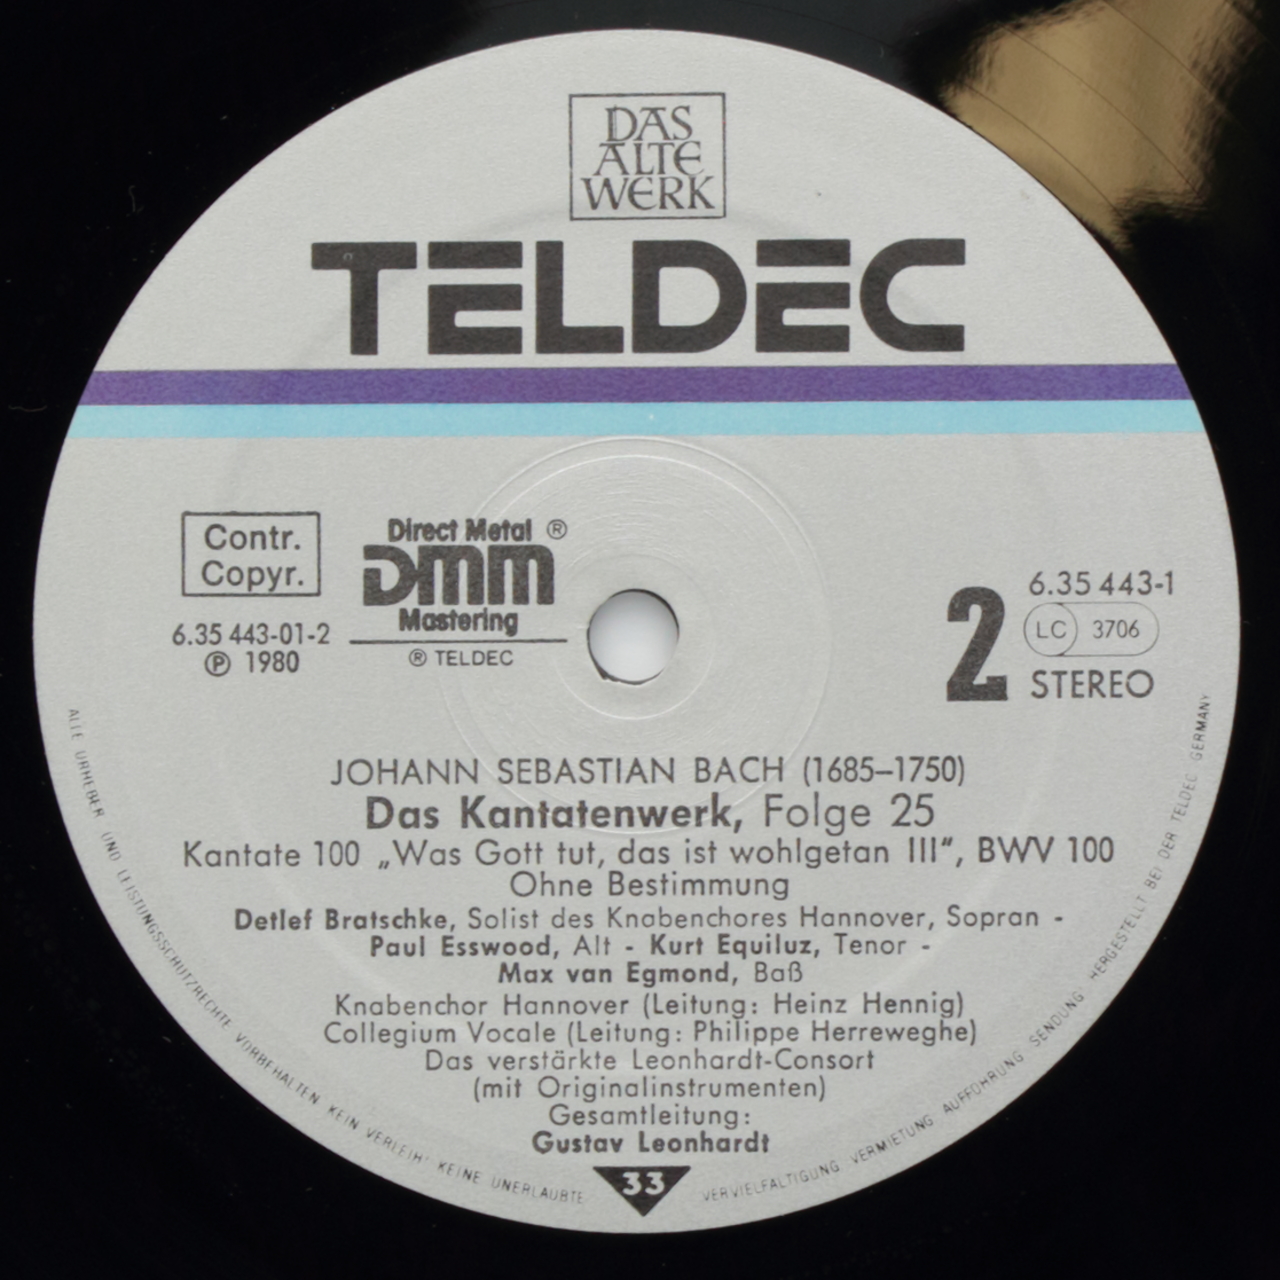 DAS
ALTE
WERK
TELDEC
Contr.
Copyr.
6.35 443-01-2
℗ 1980
Direct Metal ®
DMM
Mastering
® TELDEC
2
6.35 443-1
LC 3706
STEREO
JOHANN SEBASTIAN BACH (1685–1750)
Das Kantatenwerk, Folge 25
Kantate 100 „Was Gott tut, das ist wohlgetan III“, BWV 100
Ohne Bestimmung
Detlef Bratschke, Solist des Knabenchores Hannover, Sopran -
Paul Esswood, Alt - Kurt Equiluz, Tenor -
Max van Egmond, Baß
Knabenchor Hannover (Leitung: Heinz Hennig)
Collegium Vocale (Leitung: Philippe Herreweghe)
Das verstärkte Leonhardt-Consort
(mit Originalinstrumenten)
Gesamtleitung:
Gustav Leonhardt
33
ALLE URHEBER UND LEISTUNGSSCHUTZRECHTE VORBEHALTEN KEIN VERLEIH! KEINE UNERLAUBTE VERVIELFÄLTIGUNG VERMIETUNG AUFFÜHRUNG SENDUNG! HERGESTELLT BEI DER TELDEC GERMANY